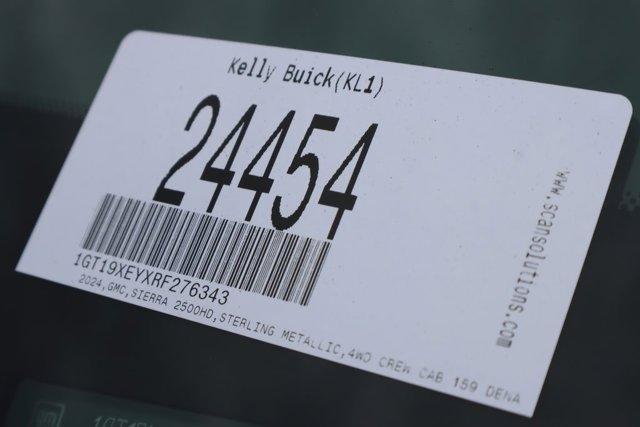 Kelly Buick(KL1)
24454
1GT19XEYXRF276343
2024,GMC,SIERRA 2500HD,STERLING METALLIC,4WD CREW CAB 159 DENA
www.scansolutions.com
gm